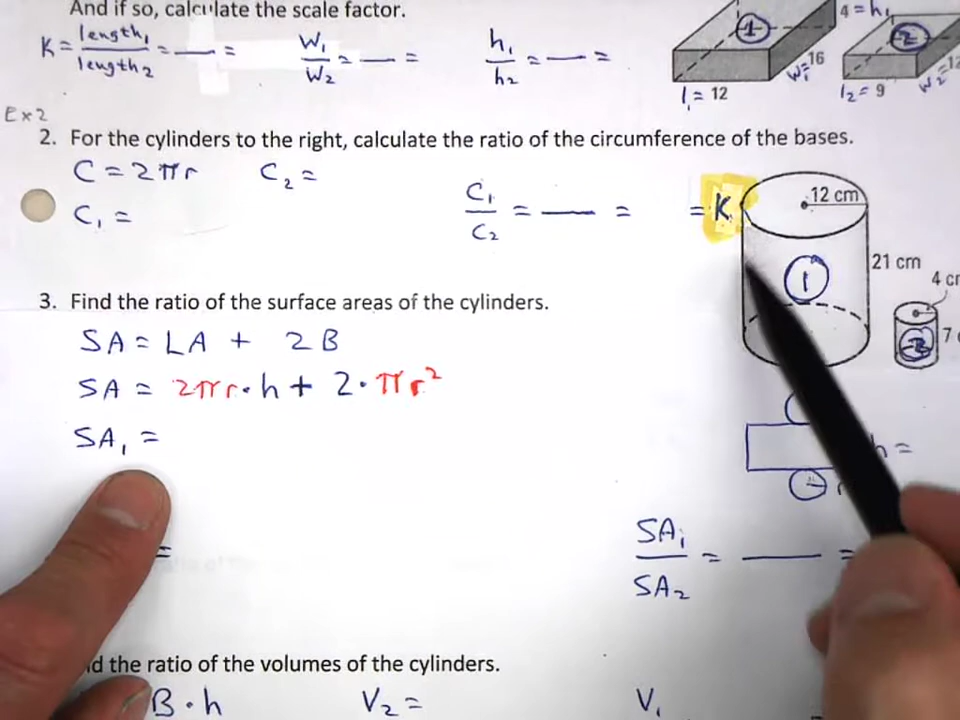 And if so, calculate the scale factor.
K = length₁ / length₂ = — =
W₁ / W₂ = — =
h₁ / h₂ = — =
1
l₁ = 12
W₁ = 16
4 = h₁
2
l₂ = 9
W₂ = 12
Ex 2
2. For the cylinders to the right, calculate the ratio of the circumference of the bases.
C = 2πr
C₂ =
C₁ =
C₁ / C₂ = — = = K
12 cm
21 cm
1
4 c
2
7
3. Find the ratio of the surface areas of the cylinders.
SA = LA + 2B
SA = 2πr·h + 2·πr²
SA₁ =
=
h =
SA₁ / SA₂ = — =
the ratio of the volumes of the cylinders.
B·h
V₂ =
V₁